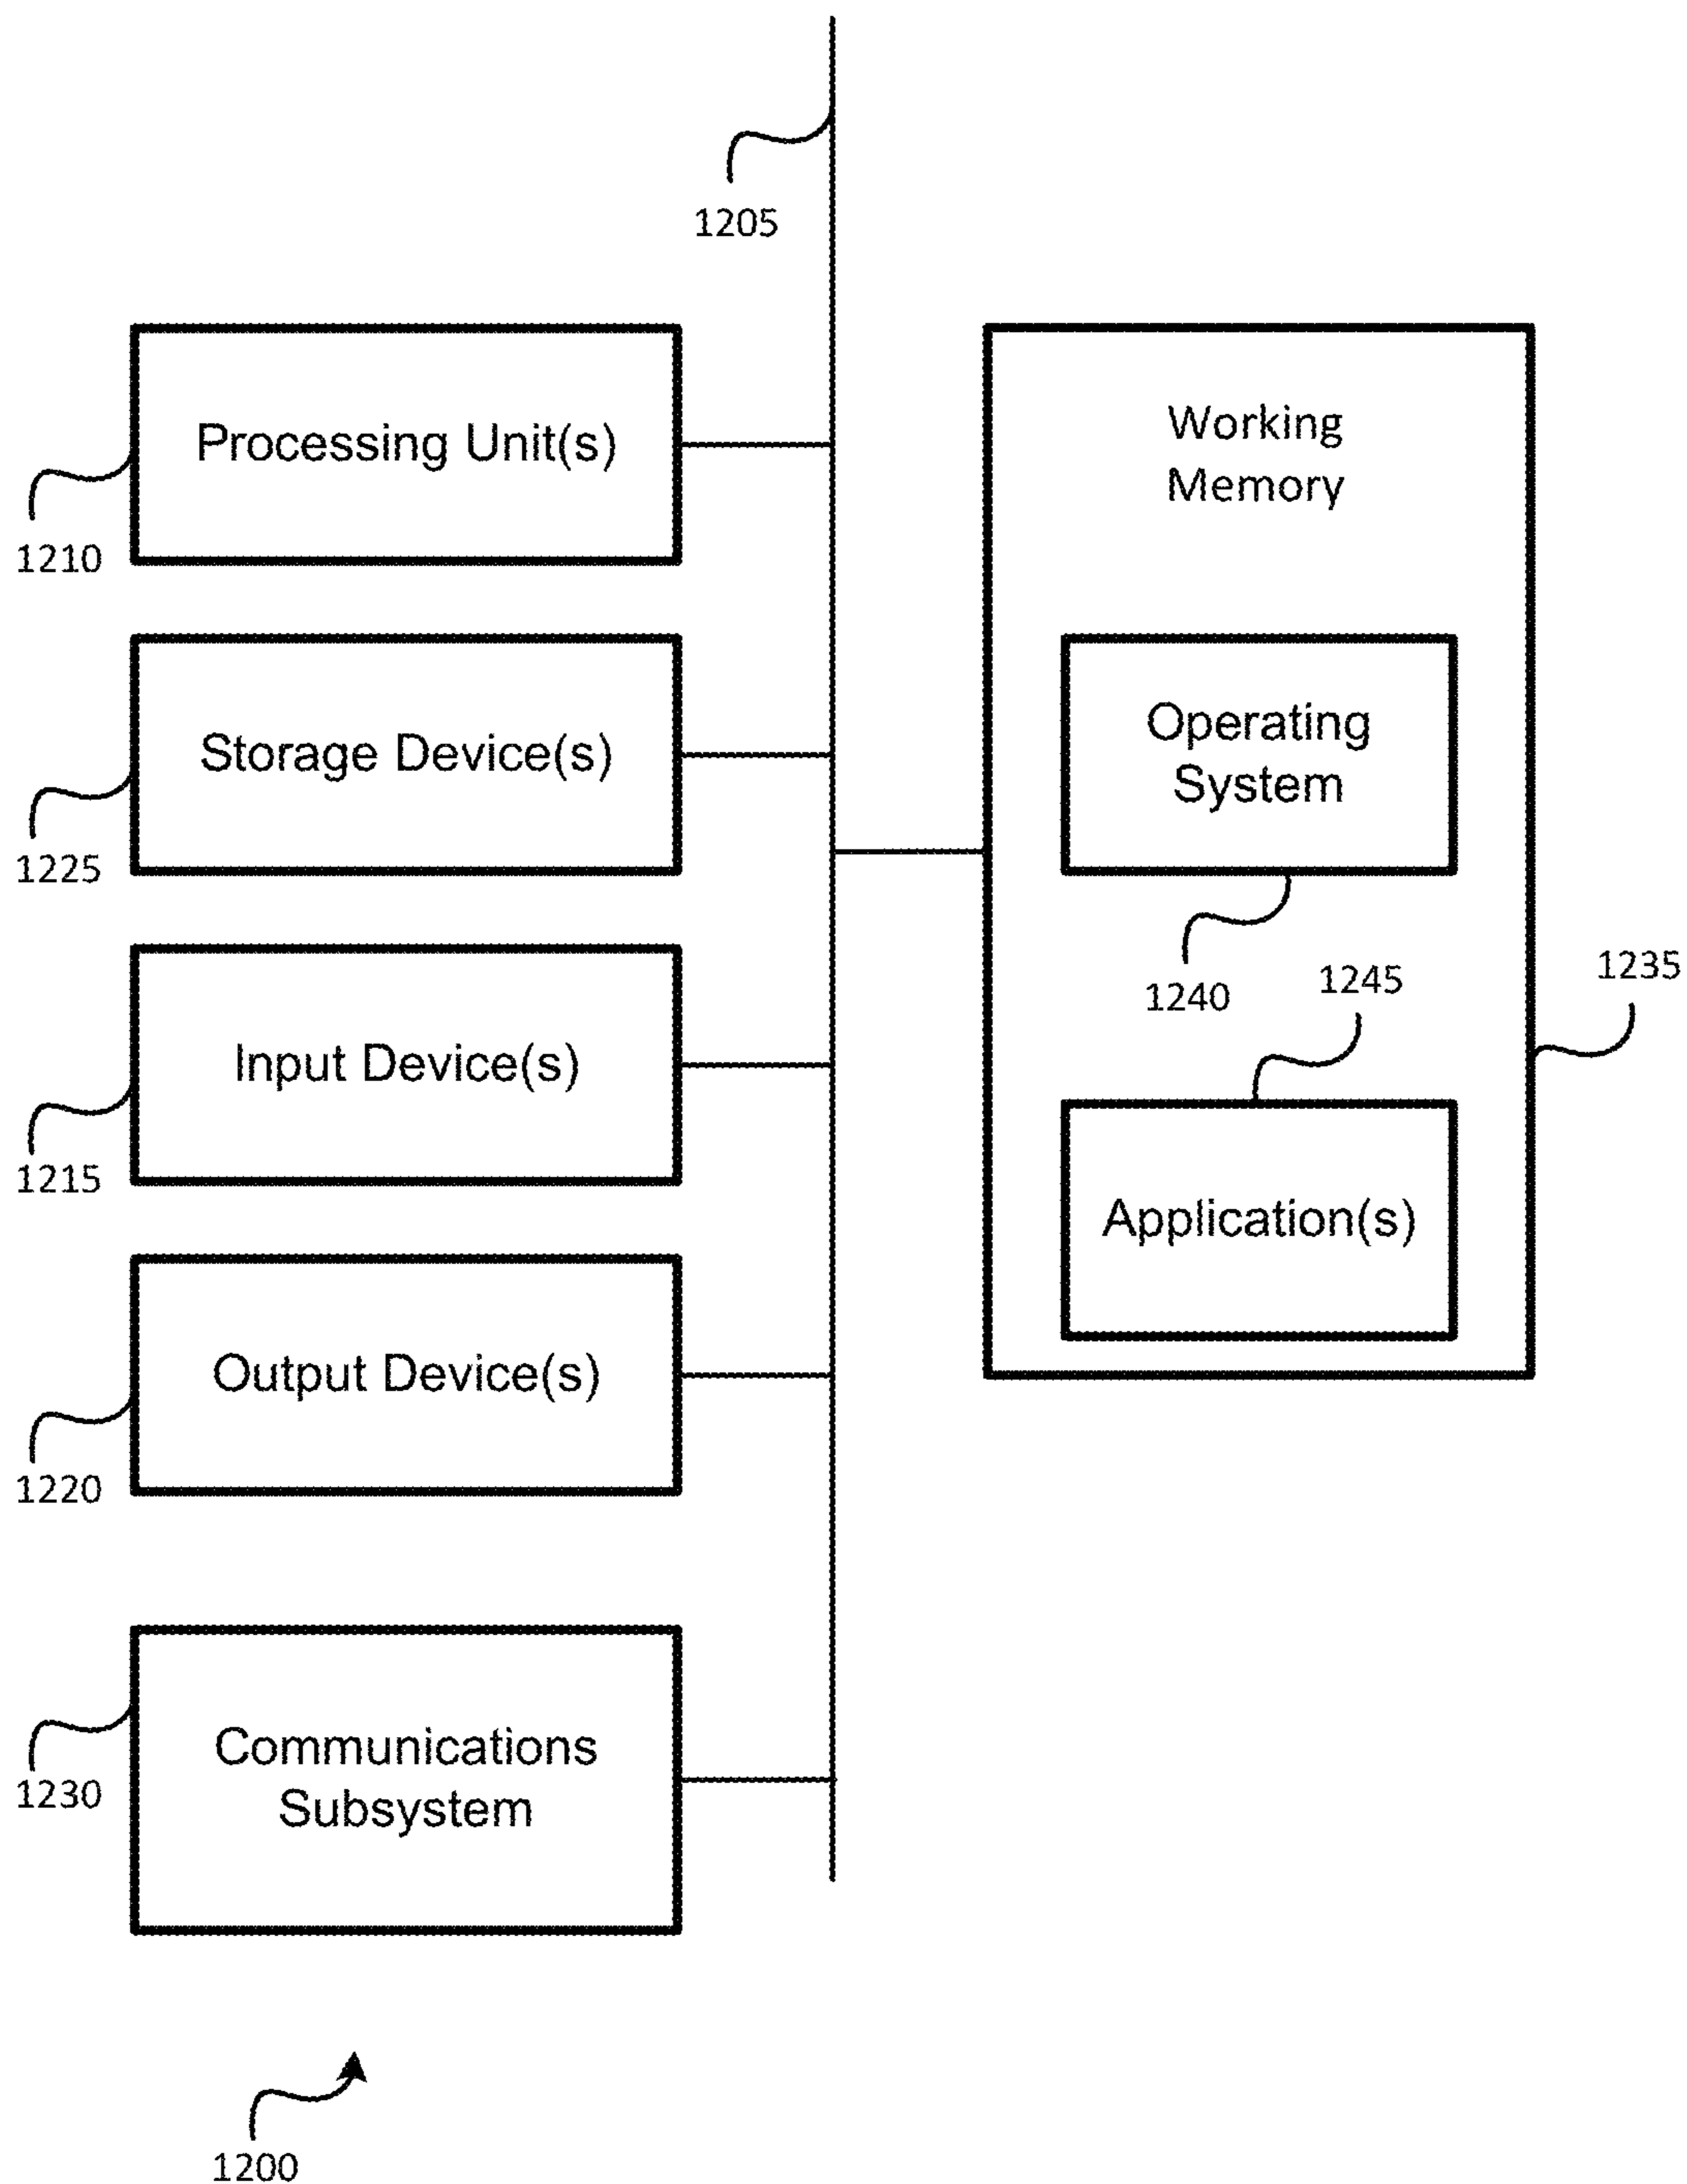 1205
Processing Unit(s)
1210
Storage Device(s)
1225
Input Device(s)
1215
Output Device(s)
1220
Communications
Subsystem
1230
Working
Memory
Operating
System
1240
1245
1235
Application(s)
1200